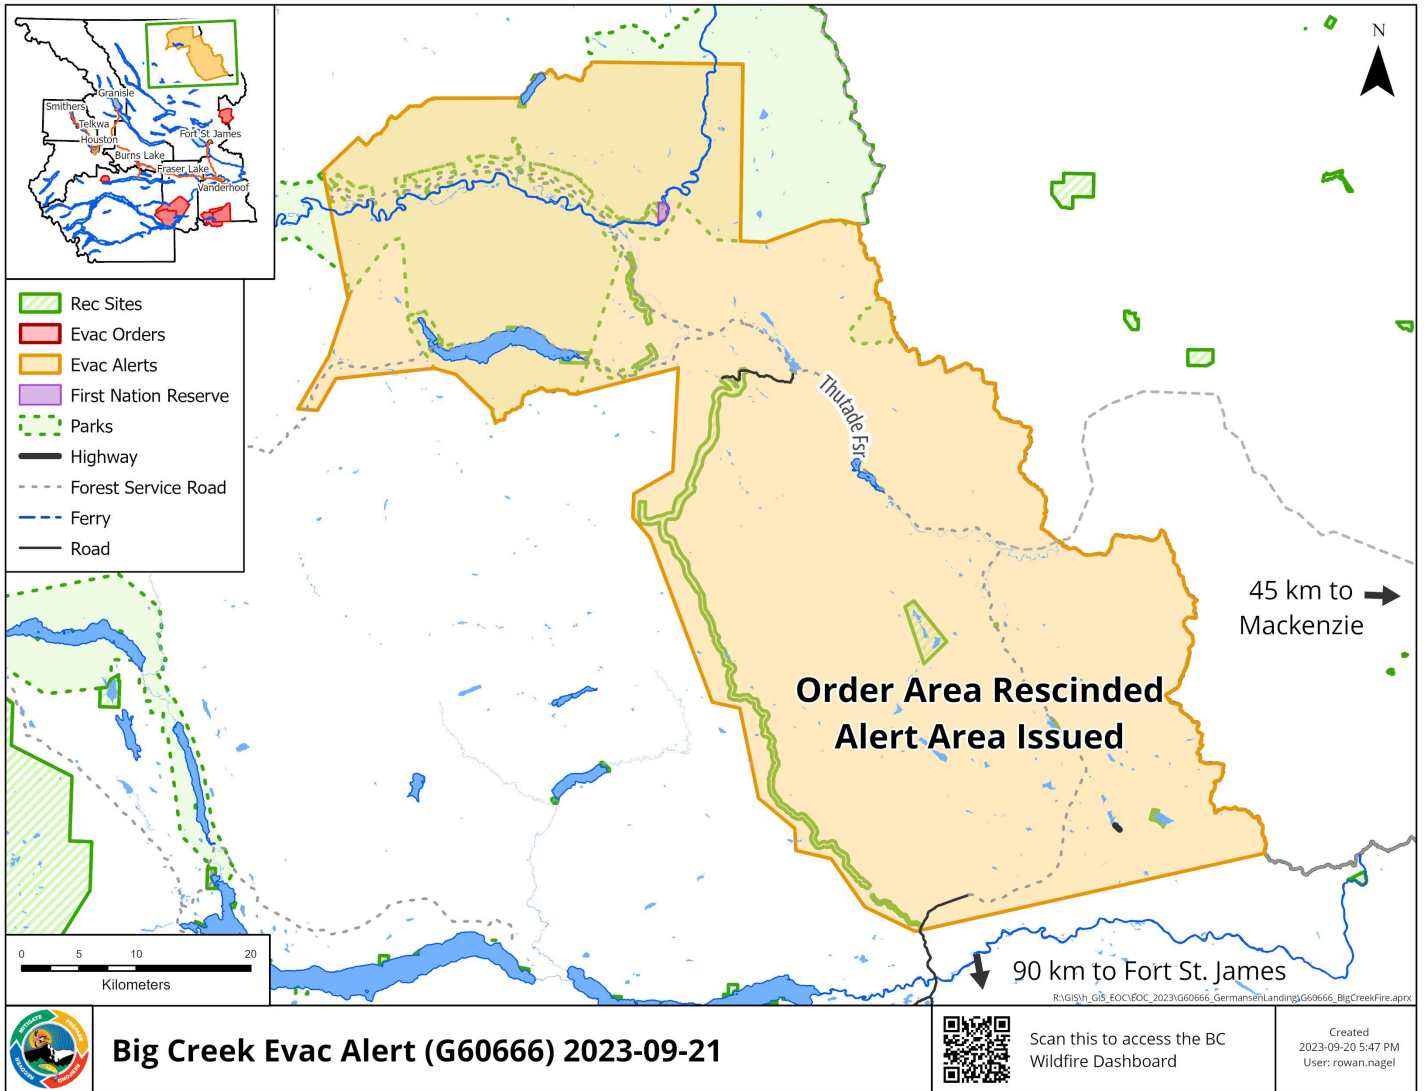 Granisle
Smithers
Telkwa
Houston
Fort St James
Burns Lake
Fraser Lake
Vanderhoof
N
Rec Sites
Evac Orders
Evac Alerts
First Nation Reserve
Parks
Highway
Forest Service Road
Ferry
Road
Thutade Fsr
45 km to
Mackenzie
Order Area Rescinded
Alert Area Issued
0 5 10 20
Kilometers
90 km to Fort St. James
R:\GIS\h_GIS_EOC\EOC_2023\G60666_GermansenLanding\G60666_BigCreekFire.aprx
MITIGATE
PREPARE
RESPOND
RECOVER
Big Creek Evac Alert (G60666) 2023-09-21
Scan this to access the BC
Wildfire Dashboard
Created
2023-09-20 5:47 PM
User: rowan.nagel